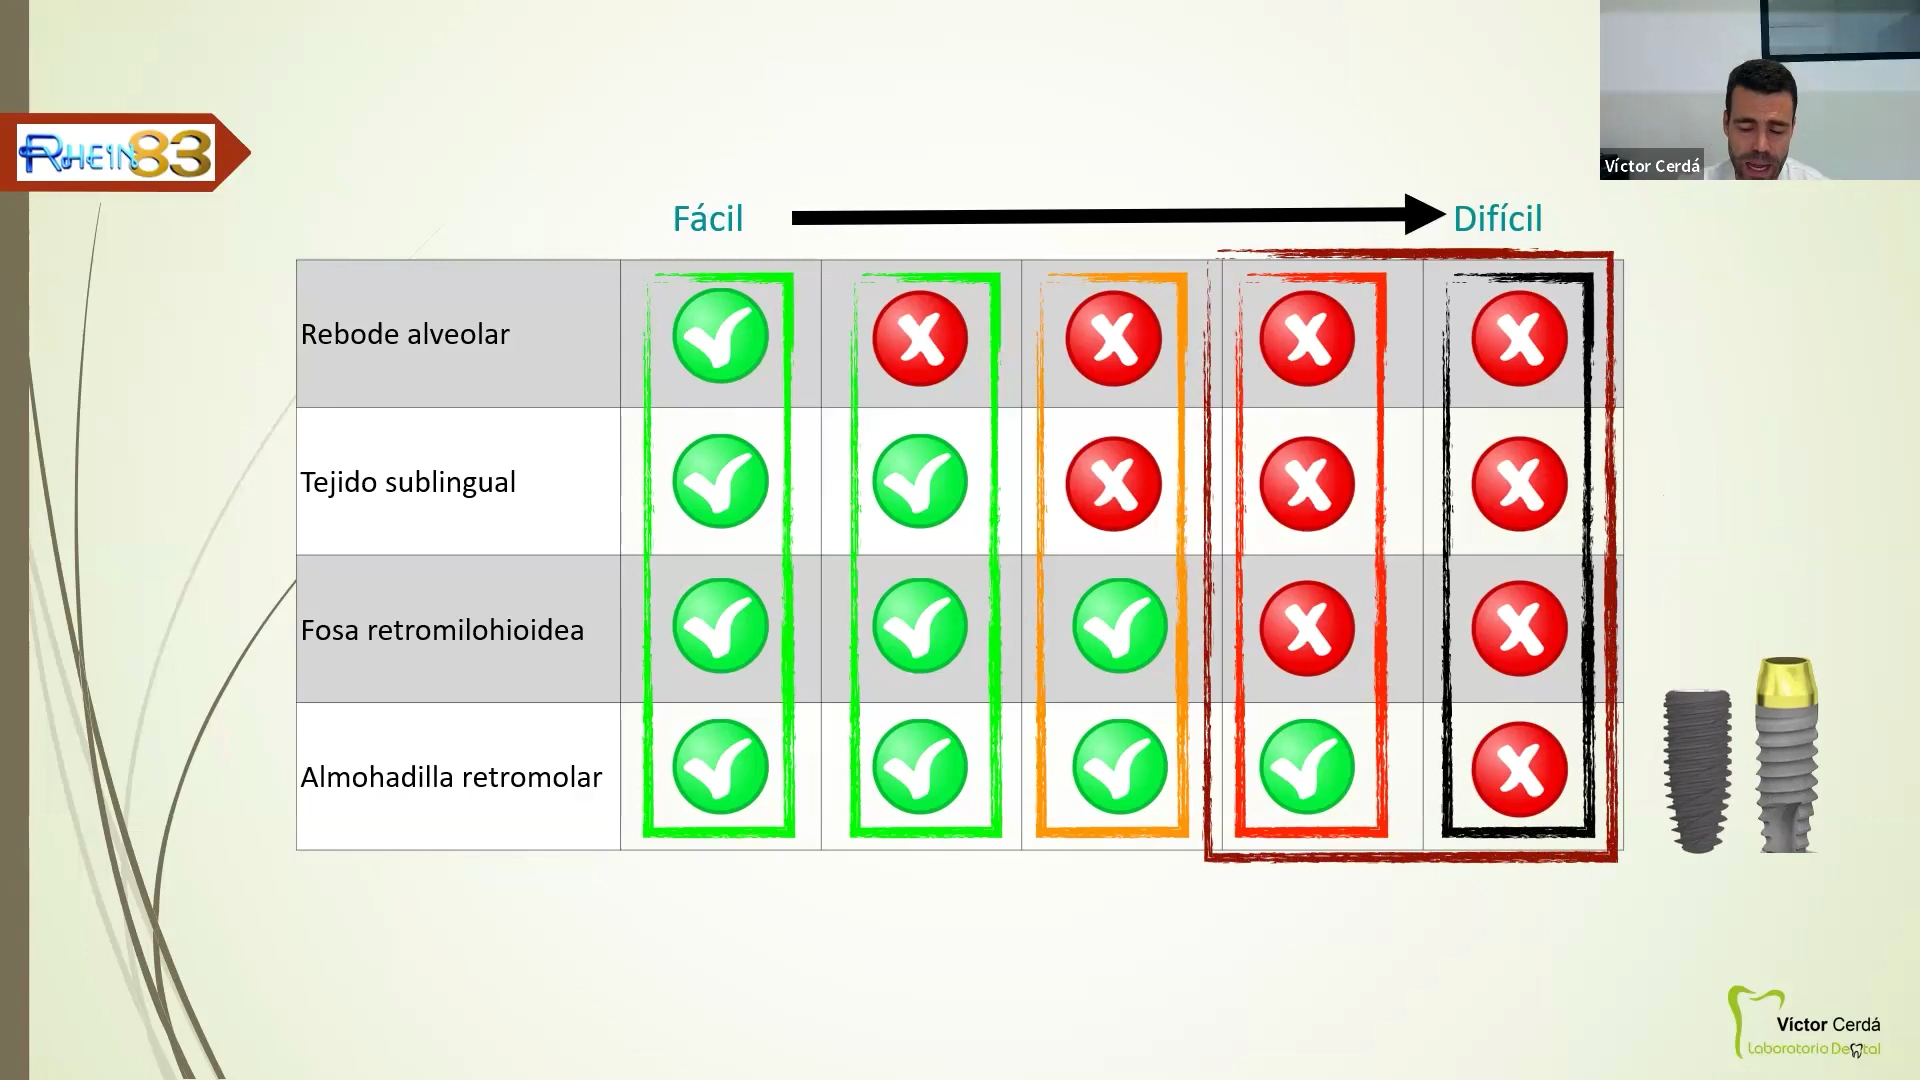 RHEIN83
Víctor Cerdá
Fácil
Difícil
Rebode alveolar
Tejido sublingual
Fosa retromilohioidea
Almohadilla retromolar
Víctor Cerdá
Laboratorio Dental